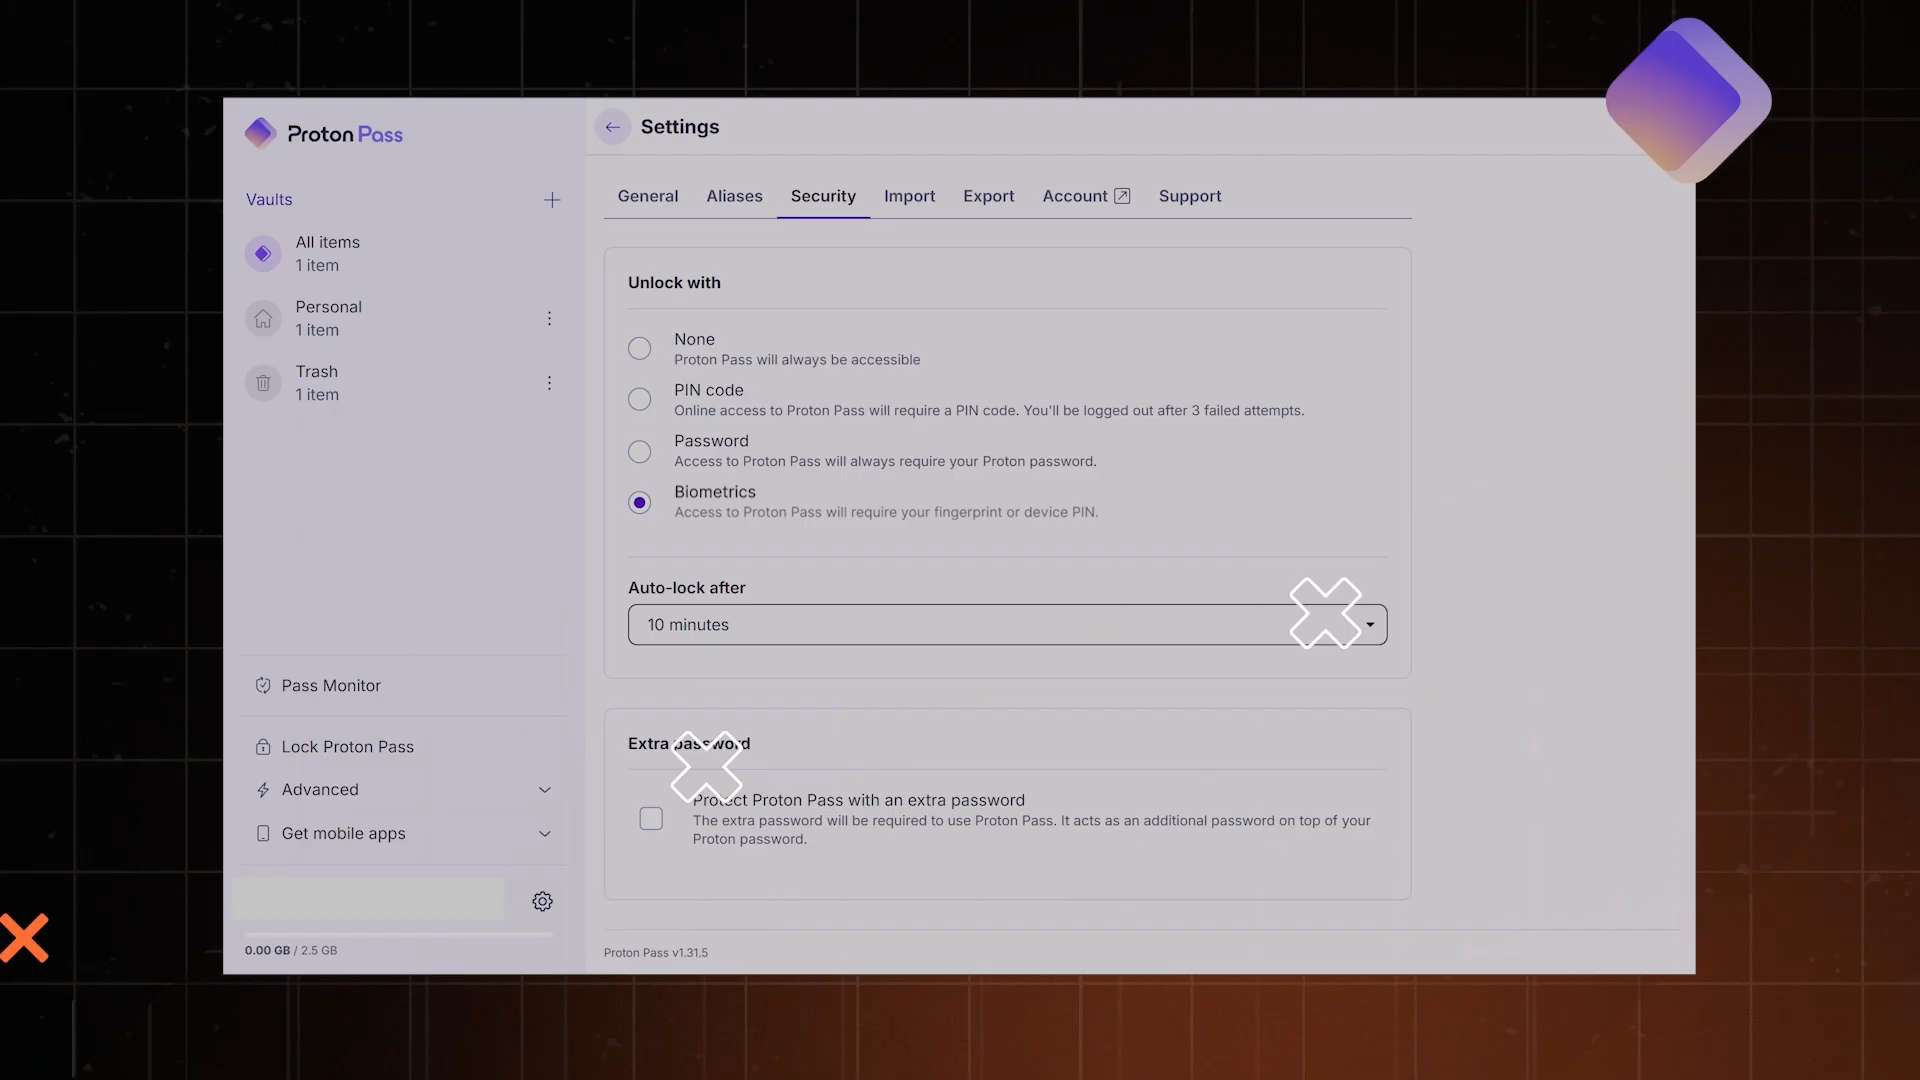 Proton Pass
Settings
Vaults
All items
1 item
Personal
1 item
Trash
1 item
Pass Monitor
Lock Proton Pass
Advanced
Get mobile apps
0.00 GB / 2.5 GB
General Aliases Security Import Export Account Support
Unlock with
None
Proton Pass will always be accessible
PIN code
Online access to Proton Pass will require a PIN code. You'll be logged out after 3 failed attempts.
Password
Access to Proton Pass will always require your Proton password.
Biometrics
Access to Proton Pass will require your fingerprint or device PIN.
Auto-lock after
10 minutes
Extra password
Protect Proton Pass with an extra password
The extra password will be required to use Proton Pass. It acts as an additional password on top of your
Proton password.
Proton Pass v1.31.5